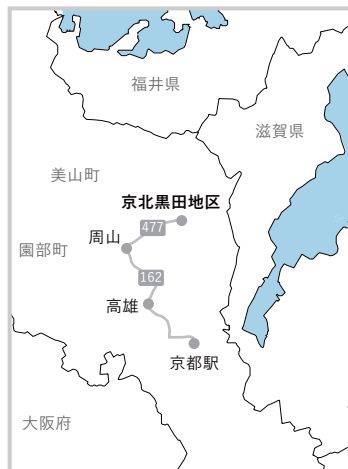 福井県
滋賀県
美山町
京北黒田地区
477
周山
園部町
162
高雄
京都駅
大阪府